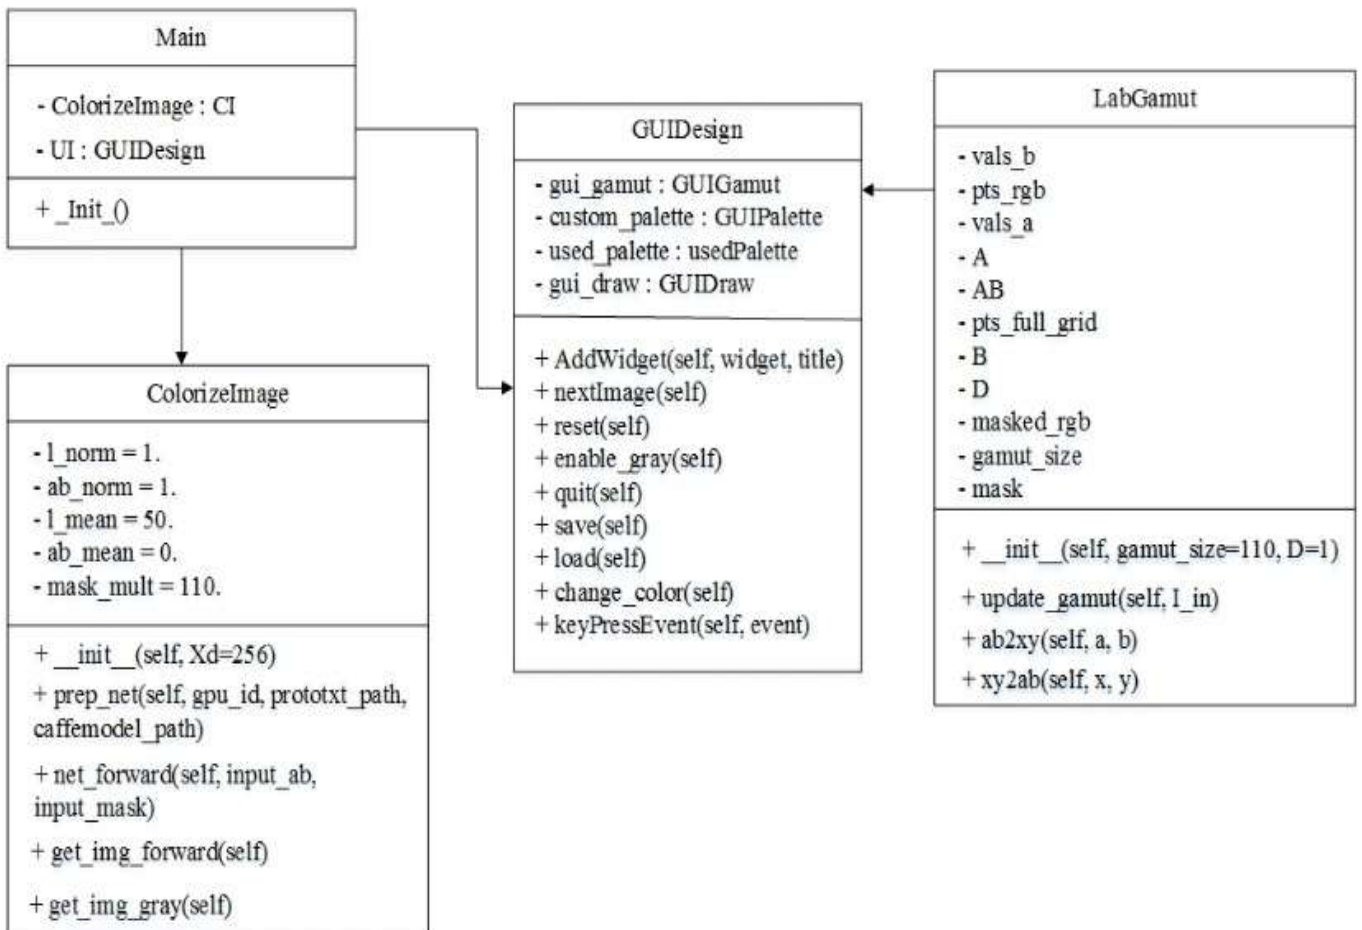 Main
- ColorizeImage : CI
- UI : GUIDesign
+ _Init_()
ColorizeImage
- l_norm = 1.
- ab_norm = 1.
- l_mean = 50.
- ab_mean = 0.
- mask_mult = 110.
+ __init__(self, Xd=256)
+ prep_net(self, gpu_id, prototxt_path,
caffemodel_path)
+ net_forward(self, input_ab,
input_mask)
+ get_img_forward(self)
+ get_img_gray(self)
GUIDesign
- gui_gamut : GUIGamut
- custom_palette : GUIPalette
- used_palette : usedPalette
- gui_draw : GUIDraw
+ AddWidget(self, widget, title)
+ nextImage(self)
+ reset(self)
+ enable_gray(self)
+ quit(self)
+ save(self)
+ load(self)
+ change_color(self)
+ keyPressEvent(self, event)
LabGamut
- vals_b
- pts_rgb
- vals_a
- A
- AB
- pts_full_grid
- B
- D
- masked_rgb
- gamut_size
- mask
+ __init__(self, gamut_size=110, D=1)
+ update_gamut(self, I_in)
+ ab2xy(self, a, b)
+ xy2ab(self, x, y)